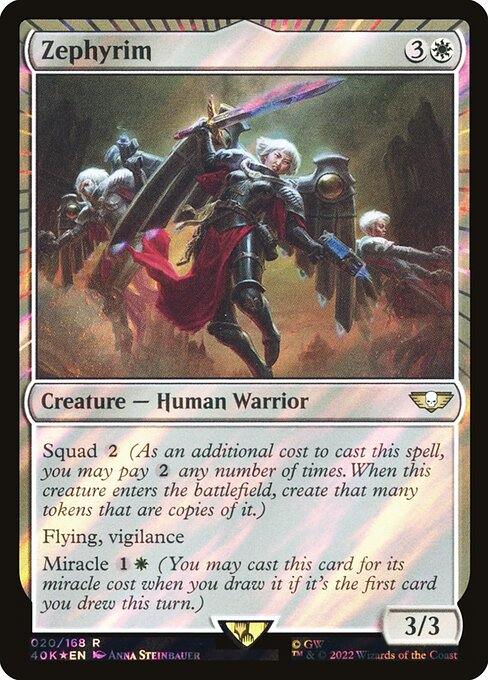 Zephyrim 3
Creature — Human Warrior
Squad 2 (As an additional cost to cast this spell,
you may pay 2 any number of times. When this
creature enters the battlefield, create that many
tokens that are copies of it.)
Flying, vigilance
Miracle 1 (You may cast this card for its
miracle cost when you draw it if it's the first card
you drew this turn.)
3/3
020/168 R
40K★EN Anna Steinbauer
© GW
™ & © 2022 Wizards of the Coast